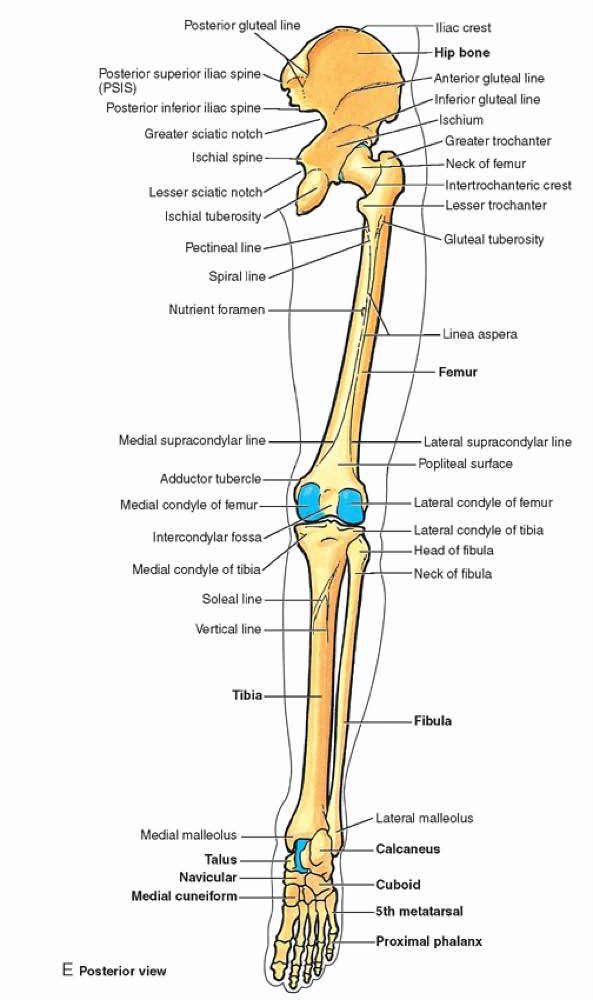 Posterior gluteal line
Iliac crest
Hip bone
Posterior superior iliac spine
(PSIS)
Anterior gluteal line
Inferior gluteal line
Posterior inferior iliac spine
Ischium
Greater sciatic notch
Greater trochanter
Ischial spine
Neck of femur
Intertrochanteric crest
Lesser sciatic notch
Lesser trochanter
Ischial tuberosity
Gluteal tuberosity
Pectineal line
Spiral line
Nutrient foramen
Linea aspera
Femur
Medial supracondylar line
Lateral supracondylar line
Popliteal surface
Adductor tubercle
Medial condyle of femur
Lateral condyle of femur
Intercondylar fossa
Lateral condyle of tibia
Head of fibula
Medial condyle of tibia
Neck of fibula
Soleal line
Vertical line
Tibia
Fibula
Lateral malleolus
Medial malleolus
Calcaneus
Talus
Navicular
Cuboid
Medial cuneiform
5th metatarsal
Proximal phalanx
E Posterior view